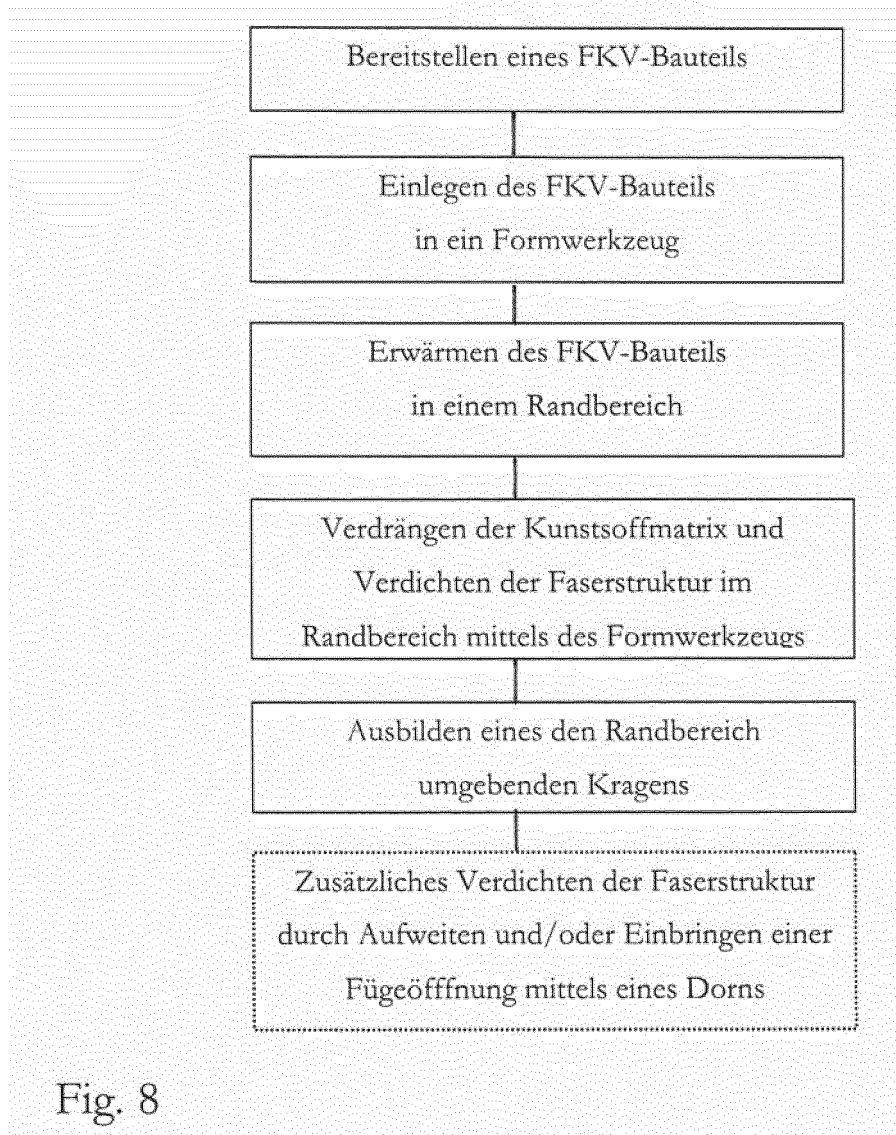 Bereitstellen eines FKV-Bauteils
Einlegen des FKV-Bauteils
in ein Formwerkzeug
Erwärmen des FKV-Bauteils
in einem Randbereich
Verdrängen der Kunstsoffmatrix und
Verdichten der Faserstruktur im
Randbereich mittels des Formwerkzeugs
Ausbilden eines den Randbereich
umgebenden Kragens
Zusätzliches Verdichten der Faserstruktur
durch Aufweiten und/oder Einbringen einer
Fügeöfffnung mittels eines Dorns
Fig. 8